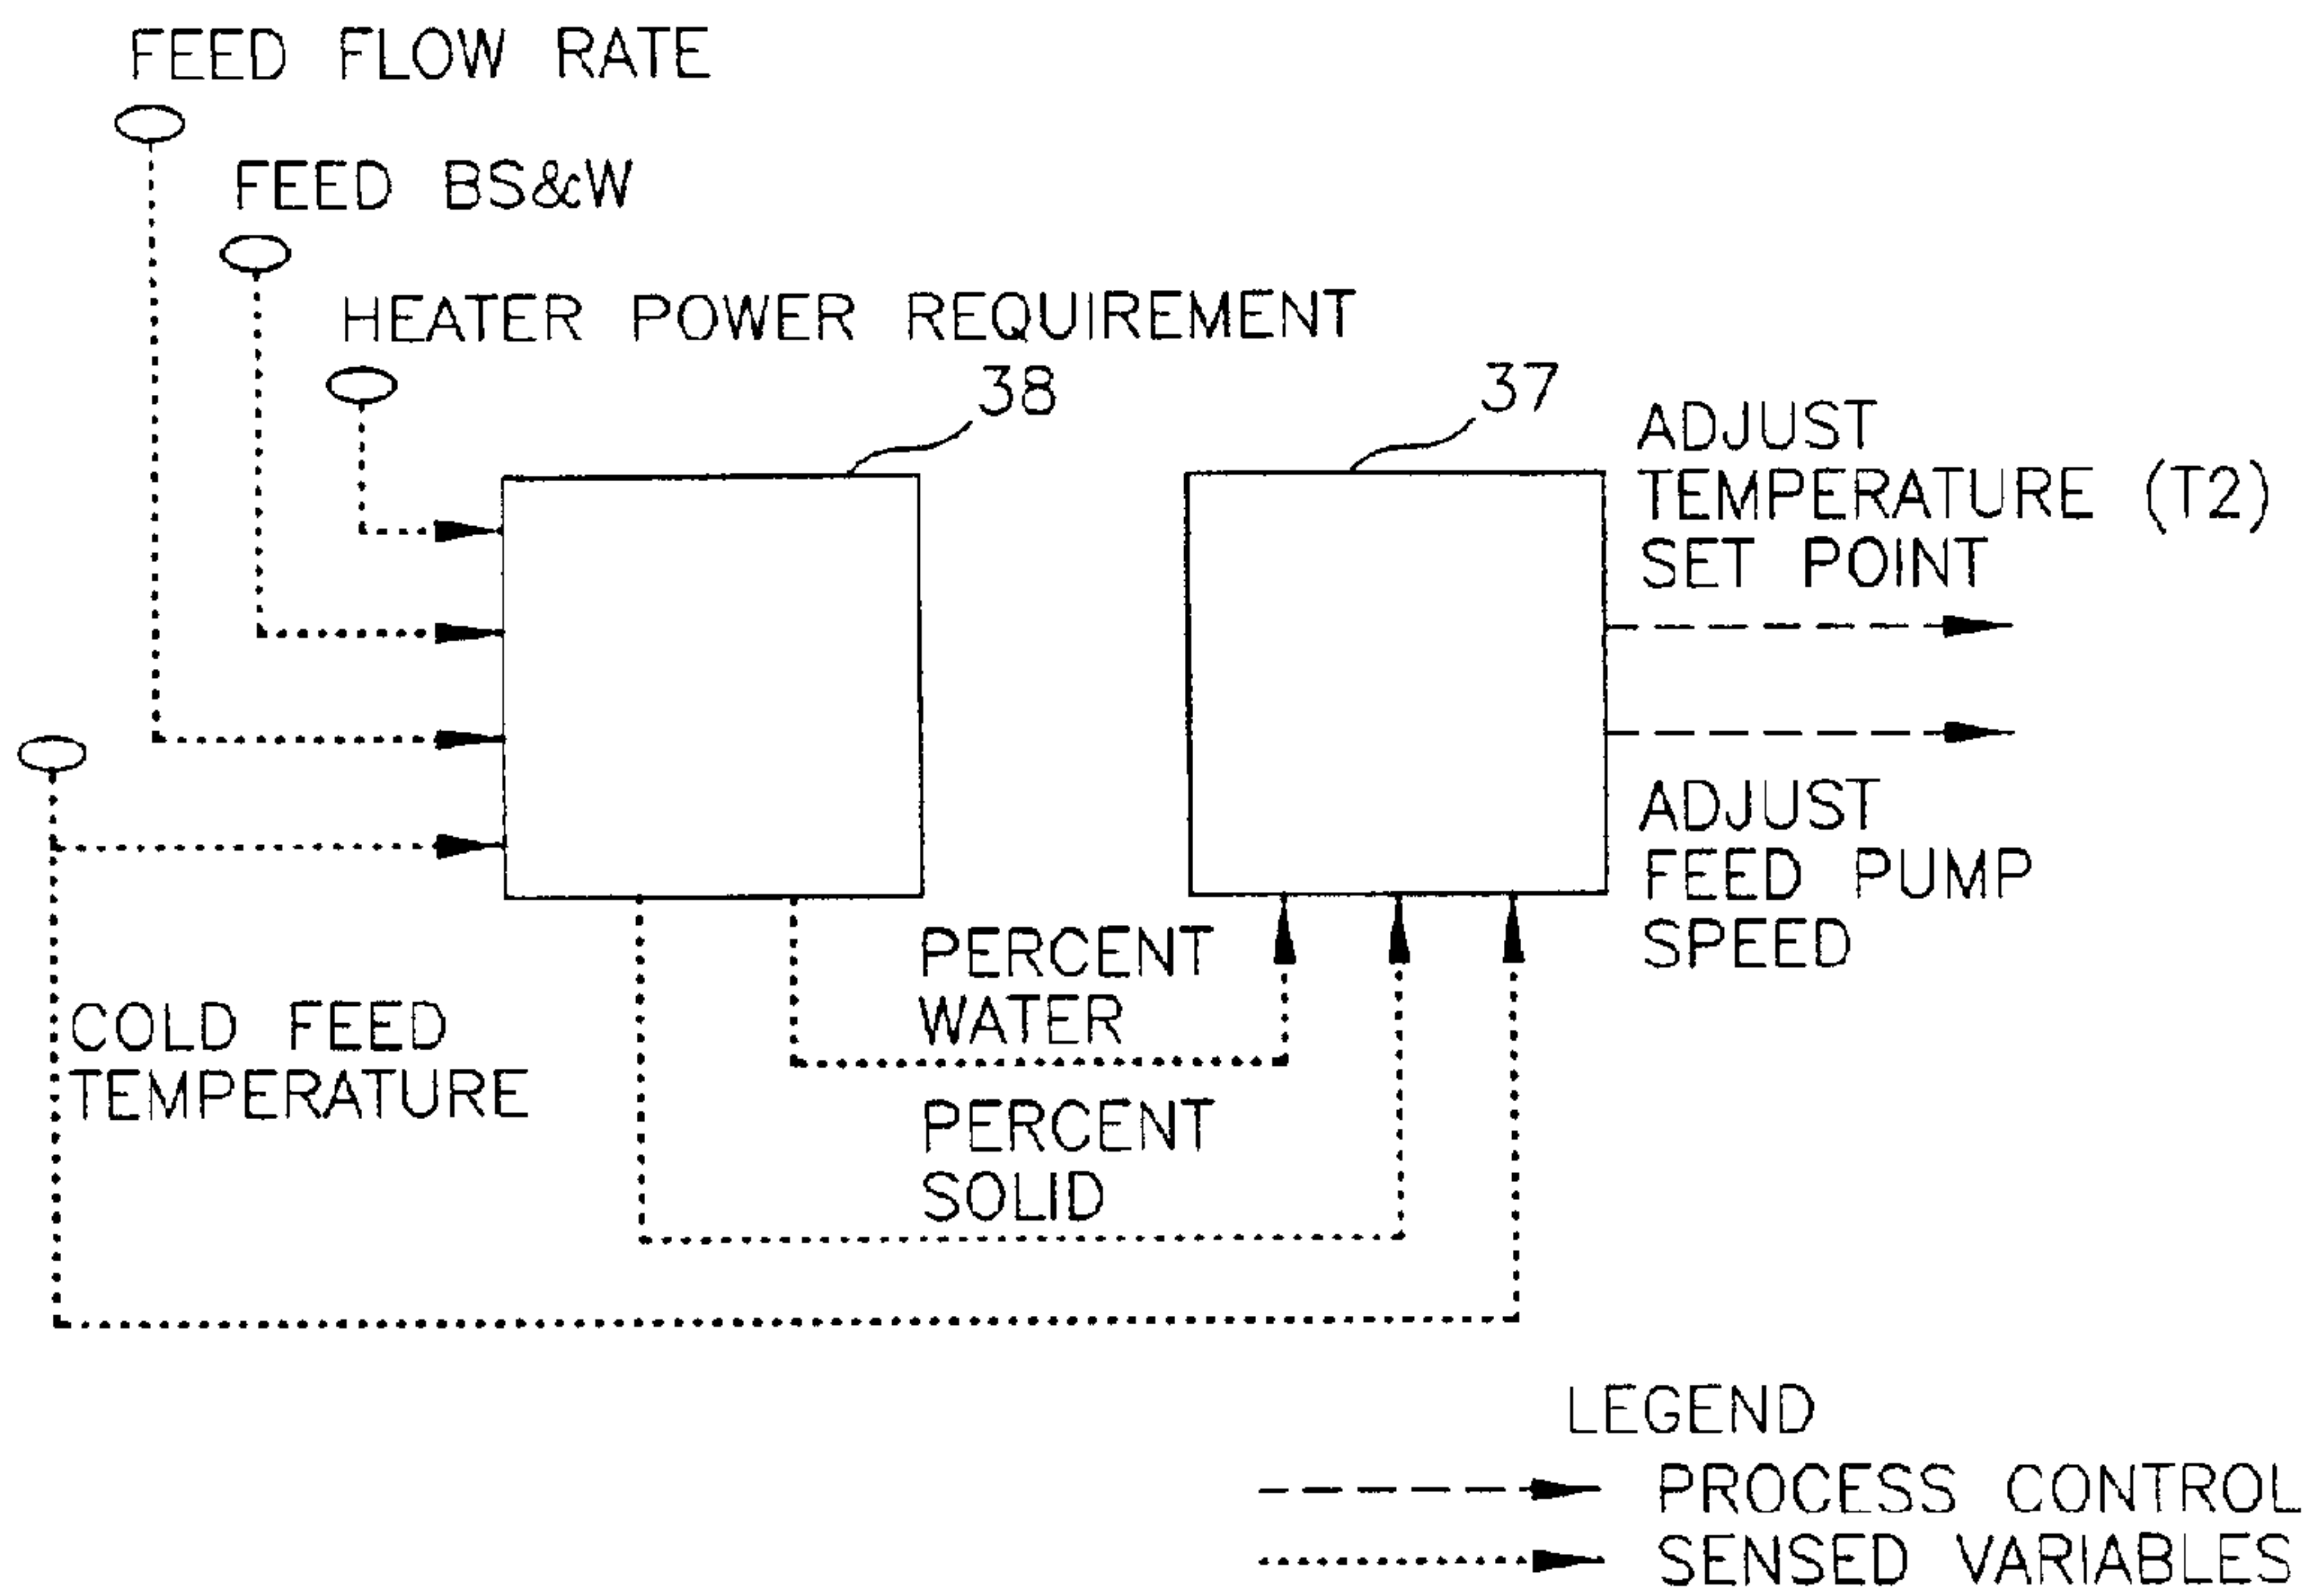 FEED FLOW RATE
FEED BS&W
HEATER POWER REQUIREMENT
38
37
ADJUST
TEMPERATURE (T2)
SET POINT
ADJUST
FEED PUMP
SPEED
PERCENT
WATER
COLD FEED
TEMPERATURE
PERCENT
SOLID
LEGEND
PROCESS CONTROL
SENSED VARIABLES